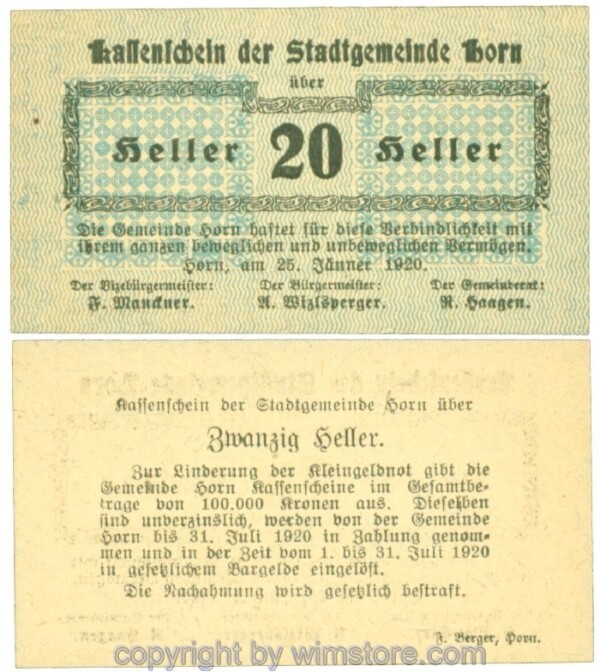 Kassenschein der Stadtgemeinde Horn
über
Heller 20 Heller
Die Gemeinde Horn haftet für diese Verbindlichkeit mit
ihrem ganzen beweglichen und unbeweglichen Vermögen.
Horn, am 25. Jänner 1920.
Der Vizebürgermeister: Der Bürgermeister: Der Gemeinderat:
F. Manckner. A. Wizlsperger. R. Haagen.
Kassenschein der Stadtgemeinde Horn über
Zwanzig Heller.
Zur Linderung der Kleingeldnot gibt die
Gemeinde Horn Kassenscheine im Gesamtbe-
trage von 100.000 Kronen aus. Dieselben
sind unverzinslich, werden von der Gemeinde
Horn bis 31. Juli 1920 in Zahlung genom-
men und in der Zeit vom 1. bis 31. Juli 1920
in gesetzlichem Bargelde eingelöst.
Die Nachahmung wird gesetzlich bestraft.
F. Berger, Horn.
copyright by wimstore.com